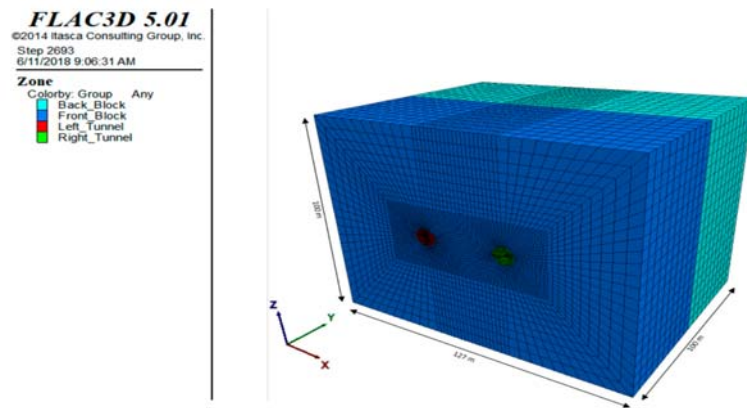 FLAC3D 5.01
©2014 Itasca Consulting Group, Inc.
Step 2693
6/11/2018 9:06:31 AM
Zone
Colorby: Group Any
Back_Block
Front_Block
Left_Tunnel
Right_Tunnel
100 m
127 m
100 m
Z
Y
X